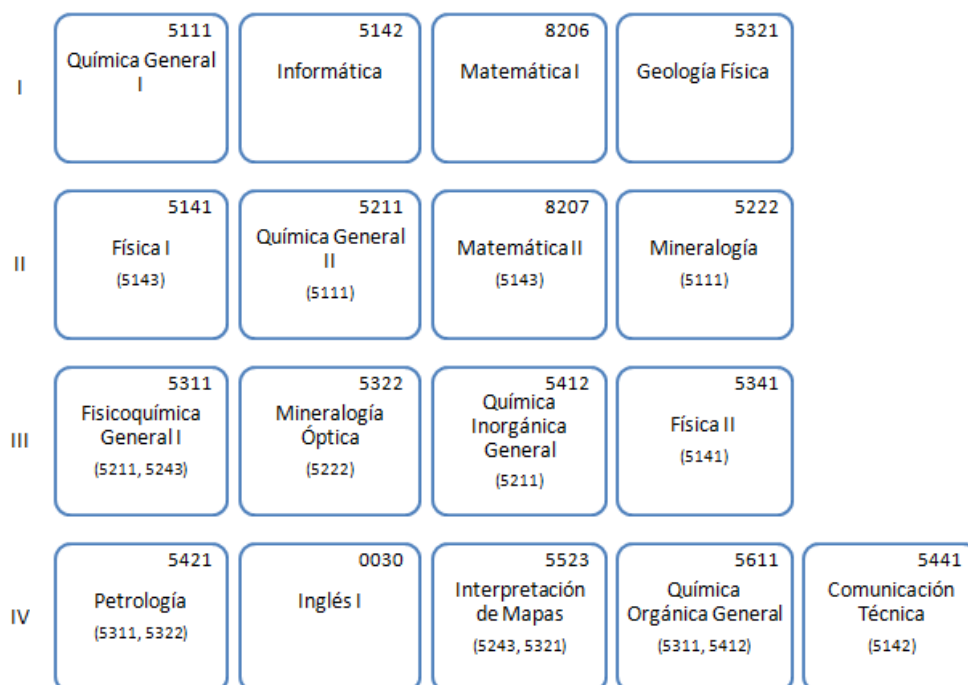 I
5111
Química General
I
5142
Informática
8206
Matemática I
5321
Geología Física
II
5141
Física I
(5143)
5211
Química General
II
(5111)
8207
Matemática II
(5143)
5222
Mineralogía
(5111)
III
5311
Fisicoquímica
General I
(5211, 5243)
5322
Mineralogía
Óptica
(5222)
5412
Química
Inorgánica
General
(5211)
5341
Física II
(5141)
IV
5421
Petrología
(5311, 5322)
0030
Inglés I
5523
Interpretación
de Mapas
(5243, 5321)
5611
Química
Orgánica General
(5311, 5412)
5441
Comunicación
Técnica
(5142)